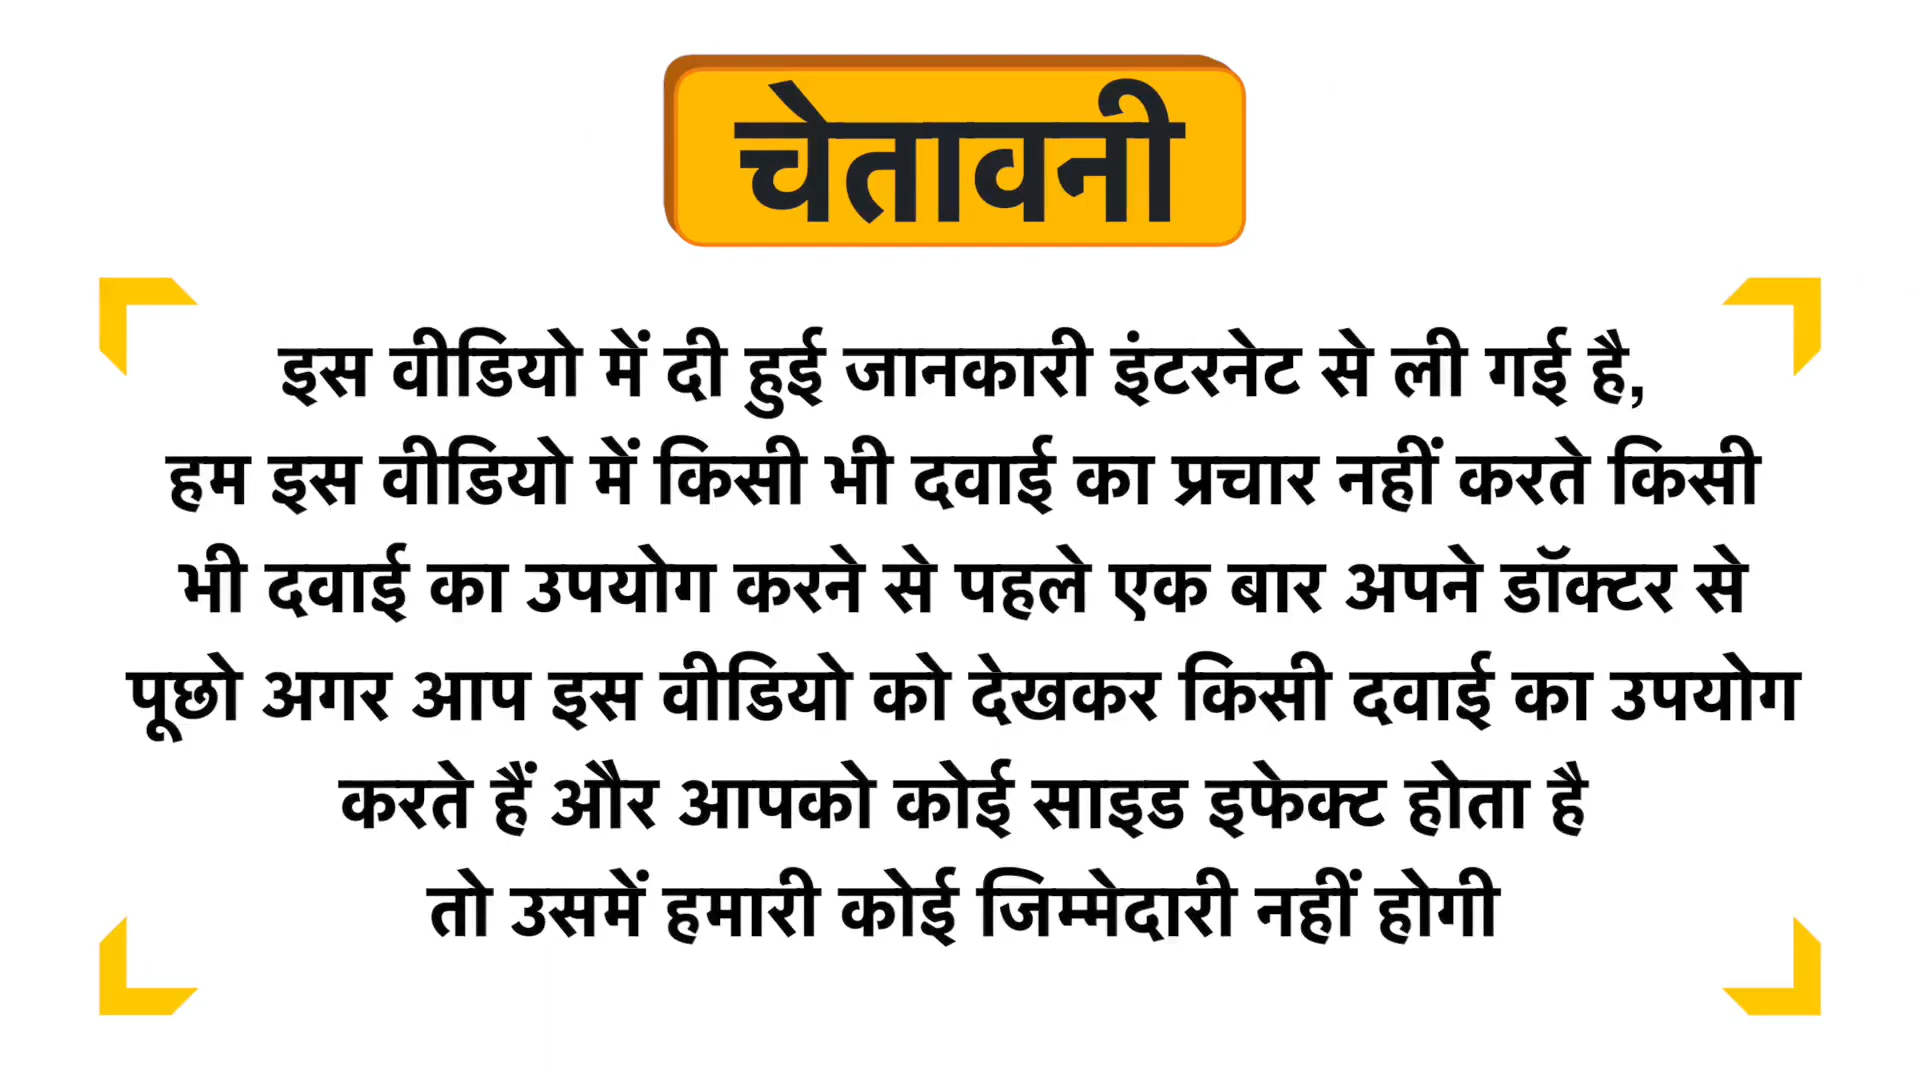 चेतावनी
इस वीडियो में दी हुई जानकारी इंटरनेट से ली गई है,
हम इस वीडियो में किसी भी दवाई का प्रचार नहीं करते किसी
भी दवाई का उपयोग करने से पहले एक बार अपने डॉक्टर से
पूछो अगर आप इस वीडियो को देखकर किसी दवाई का उपयोग
करते हैं और आपको कोई साइड इफेक्ट होता है
तो उसमें हमारी कोई जिम्मेदारी नहीं होगी